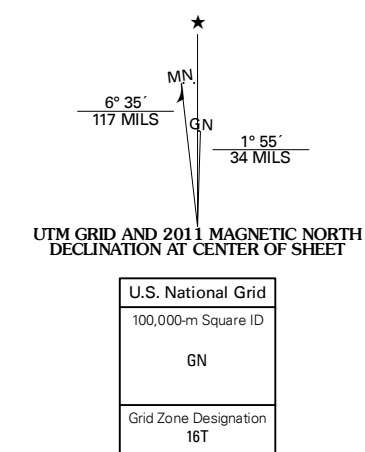 ★
MN
6° 35´
117 MILS
GN
1° 55´
34 MILS
UTM GRID AND 2011 MAGNETIC NORTH
DECLINATION AT CENTER OF SHEET
U.S. National Grid
100,000-m Square ID
GN
Grid Zone Designation
16T